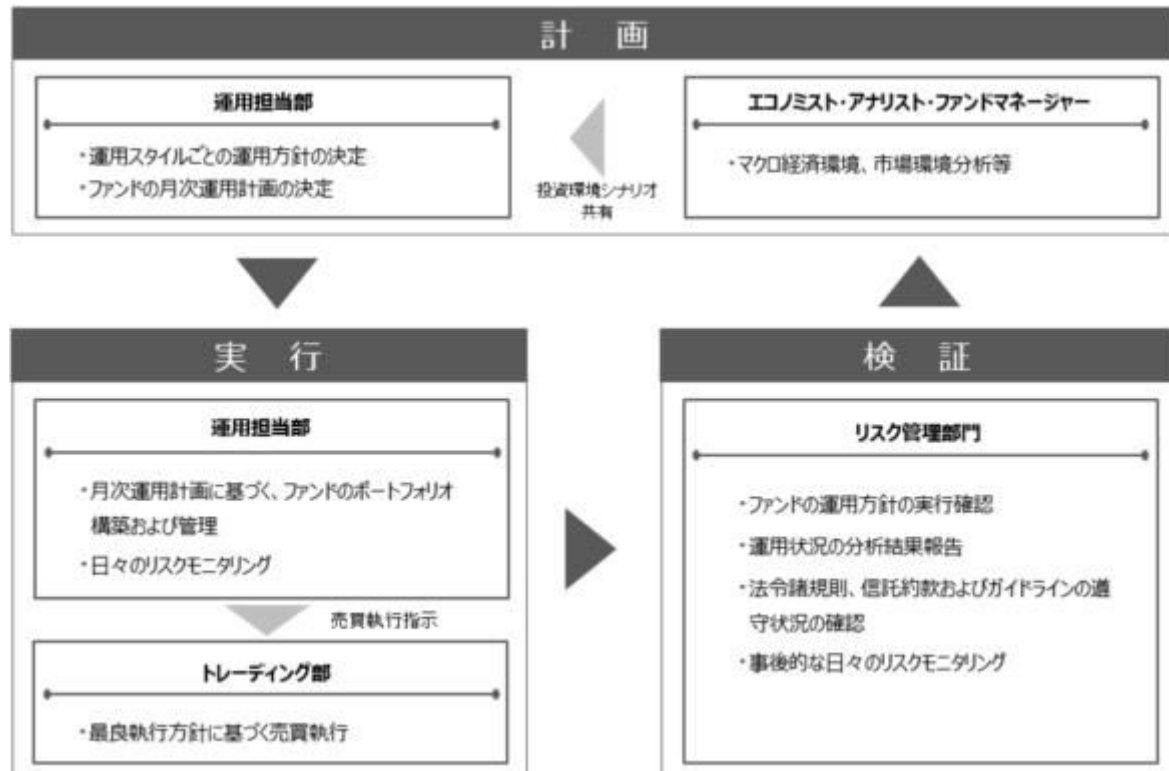 計 画
運用担当部
・運用スタイルごとの運用方針の決定
・ファンドの月次運用計画の決定
投資環境シナリオ
共有
エコノミスト・アナリスト・ファンドマネージャー
・マクロ経済環境、市場環境分析等
実 行
運用担当部
・月次運用計画に基づく、ファンドのポートフォリオ
構築および管理
・日々のリスクモニタリング
売買執行指示
トレーディング部
・最良執行方針に基づく売買執行
検 証
リスク管理部門
・ファンドの運用方針の実行確認
・運用状況の分析結果報告
・法令諸規則、信託約款およびガイドラインの遵
守状況の確認
・事後的な日々のリスクモニタリング